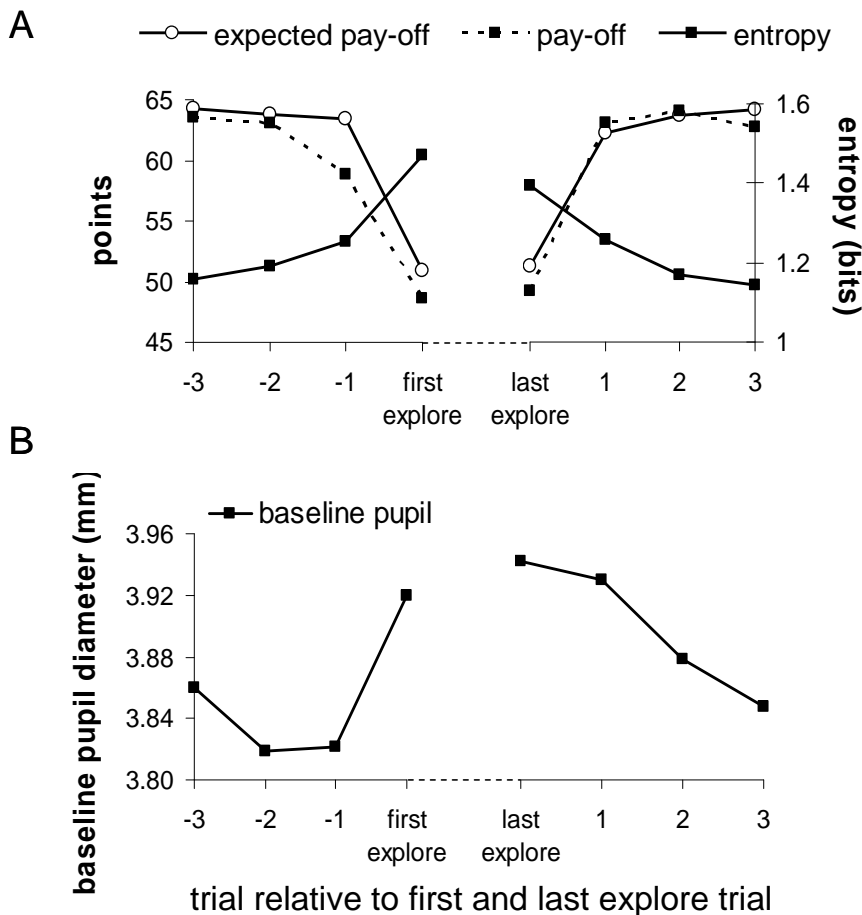 A
expected pay-off pay-off entropy
65
60
55
50
45
points
1.6
1.4
1.2
1
entropy (bits)
-3 -2 -1 first explore last explore 1 2 3
B
baseline pupil
3.96
3.92
3.88
3.84
3.80
baseline pupil diameter (mm)
-3 -2 -1 first explore last explore 1 2 3
trial relative to first and last explore trial